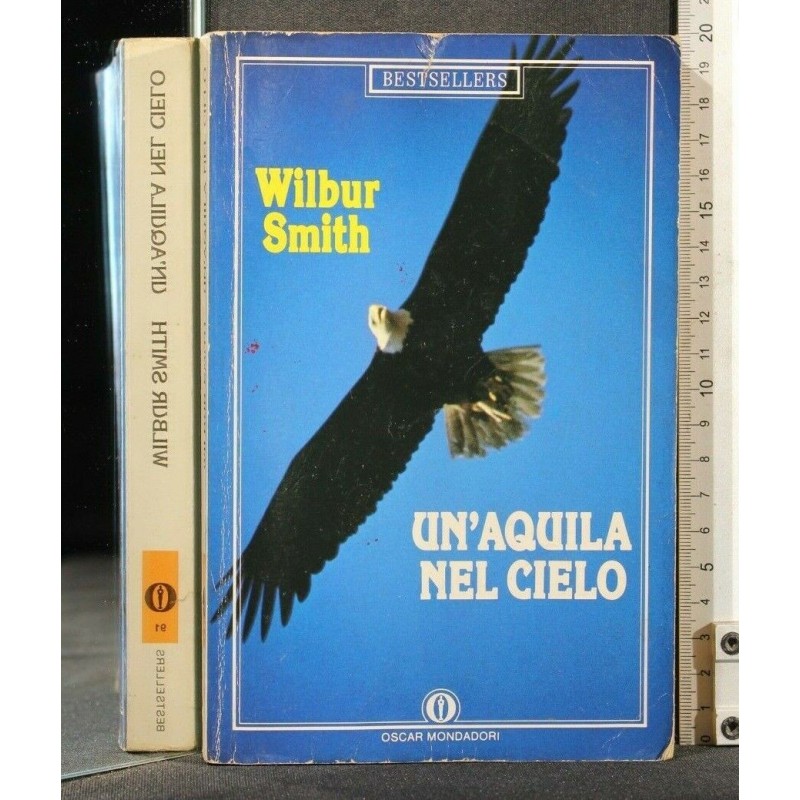 BESTSELLERS
Wilbur
Smith
UN'AQUILA
NEL CIELO
OSCAR MONDADORI
WILBUR SMITH UN'AQUILA NEL CIELO
91
BESTSELLERS
20
19
18
17
16
15
14
13
12
11
10
9
8
7
6
5
4
3
2
1
0